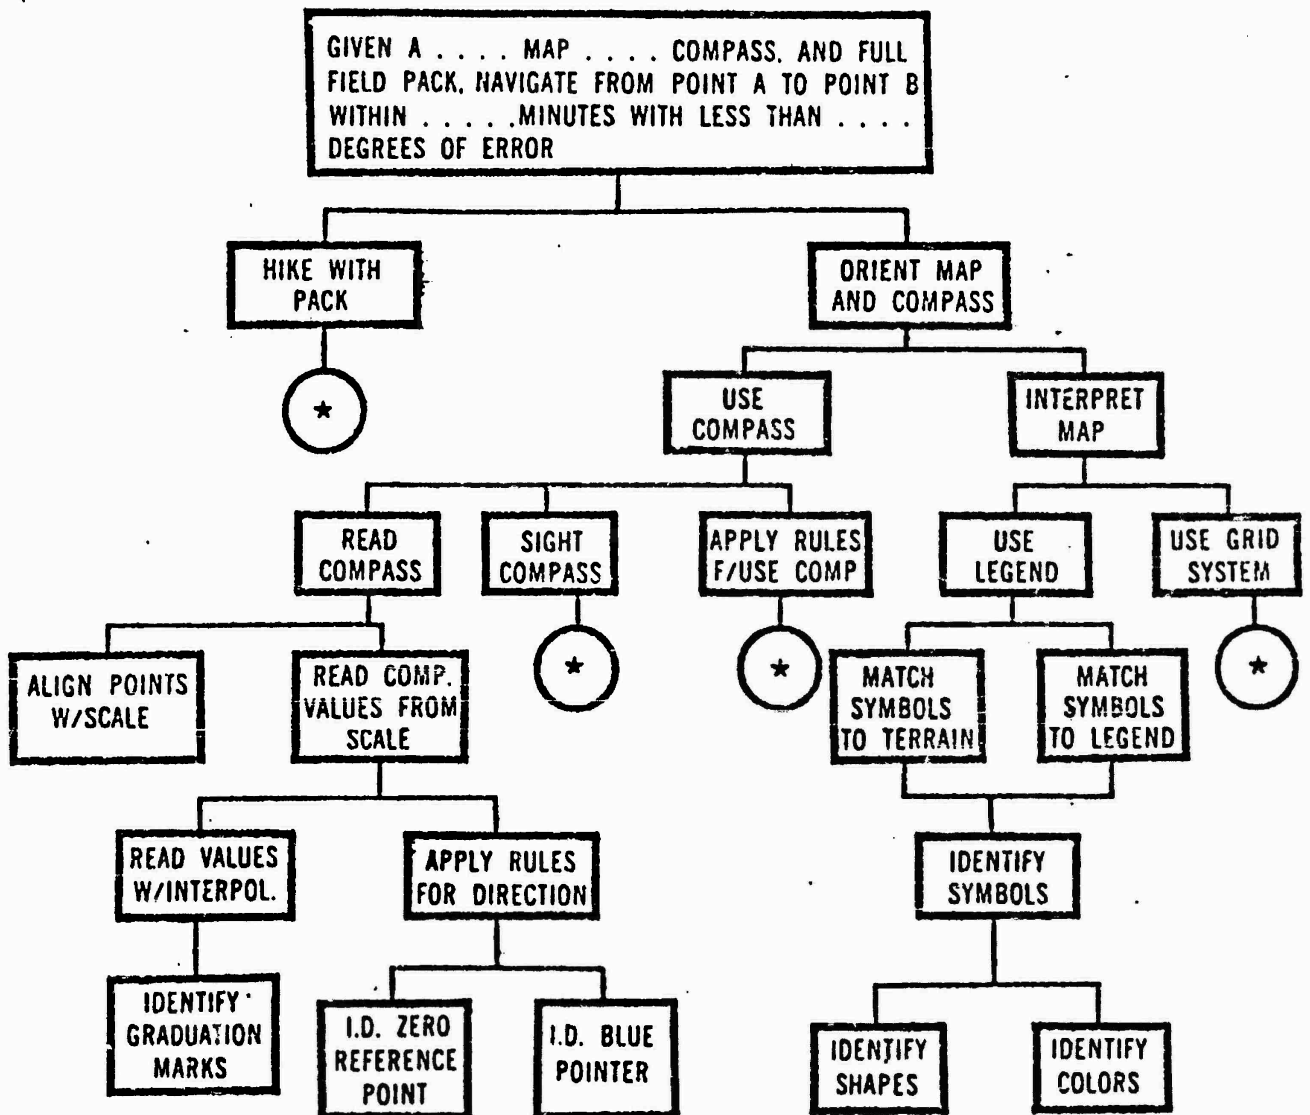 GIVEN A . . . . MAP . . . . COMPASS, AND FULL
FIELD PACK, NAVIGATE FROM POINT A TO POINT B
WITHIN . . . . . MINUTES WITH LESS THAN . . . .
DEGREES OF ERROR
HIKE WITH
PACK
ORIENT MAP
AND COMPASS
*
USE
COMPASS
INTERPRET
MAP
READ
COMPASS
SIGHT
COMPASS
APPLY RULES
F/USE COMP
USE
LEGEND
USE GRID
SYSTEM
*
*
*
ALIGN POINTS
W/SCALE
READ COMP.
VALUES FROM
SCALE
MATCH
SYMBOLS
TO TERRAIN
MATCH
SYMBOLS
TO LEGEND
READ VALUES
W/INTERPOL.
APPLY RULES
FOR DIRECTION
IDENTIFY
SYMBOLS
IDENTIFY
GRADUATION
MARKS
I.D. ZERO
REFERENCE
POINT
I.D. BLUE
POINTER
IDENTIFY
SHAPES
IDENTIFY
COLORS